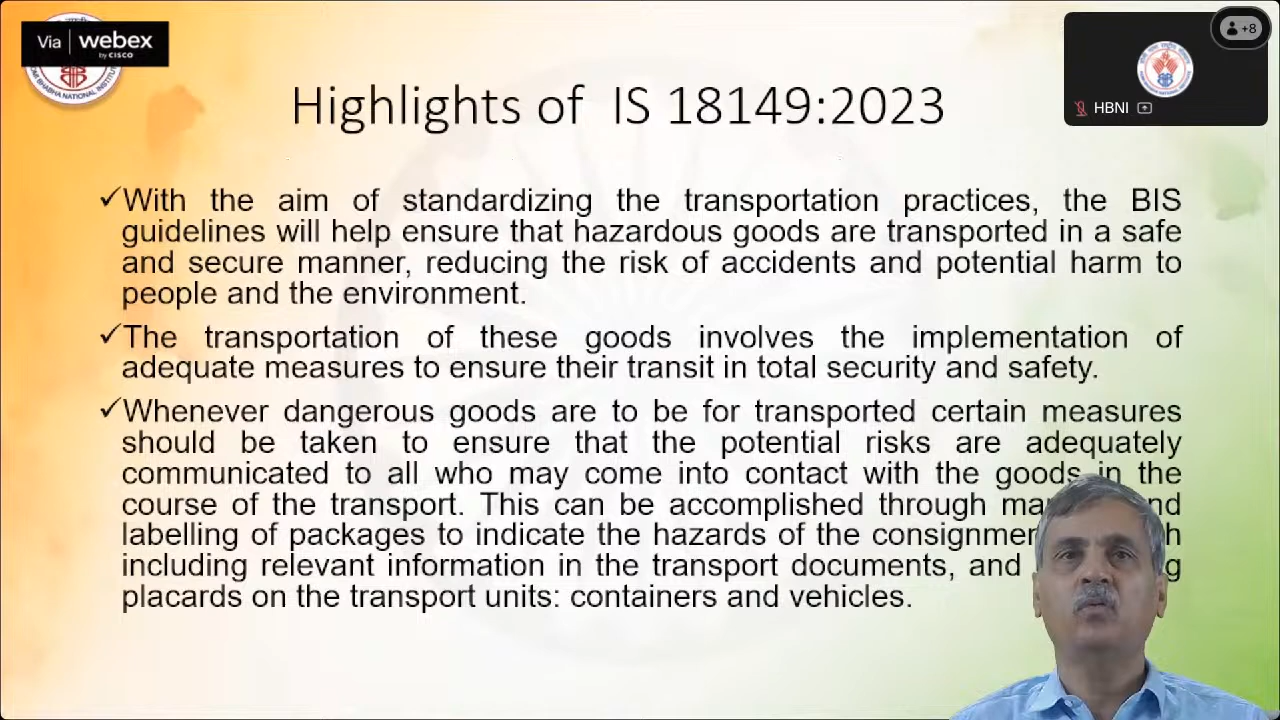 Via webex
by CISCO
BHABHA NATIONAL INSTITU
+8
HBNI
Highlights of IS 18149:2023
✓With the aim of standardizing the transportation practices, the BIS
guidelines will help ensure that hazardous goods are transported in a safe
and secure manner, reducing the risk of accidents and potential harm to
people and the environment.
✓The transportation of these goods involves the implementation of
adequate measures to ensure their transit in total security and safety.
✓Whenever dangerous goods are to be for transported certain measures
should be taken to ensure that the potential risks are adequately
communicated to all who may come into contact with the goods in the
course of the transport. This can be accomplished through
labelling of packages to indicate the hazards of the
including relevant information in the transport documents, and
placards on the transport units: containers and vehicles.